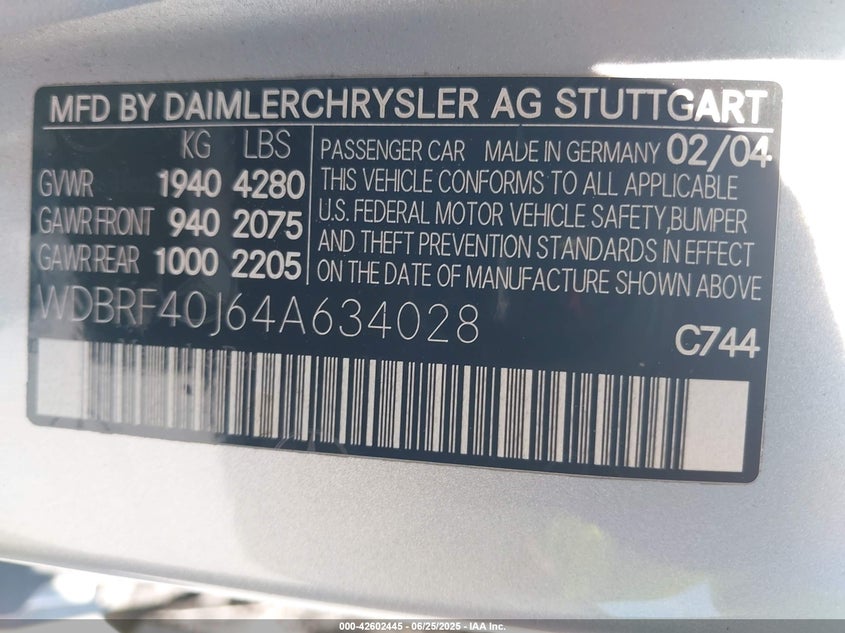 MFD BY DAIMLERCHRYSLER AG STUTTGART
KG LBS
GVWR 1940 4280
GAWR FRONT 940 2075
GAWR REAR 1000 2205
PASSENGER CAR MADE IN GERMANY 02/04
THIS VEHICLE CONFORMS TO ALL APPLICABLE
U.S. FEDERAL MOTOR VEHICLE SAFETY,BUMPER
AND THEFT PREVENTION STANDARDS IN EFFECT
ON THE DATE OF MANUFACTURE SHOWN ABOVE
WDBRF40J64A634028
C744
000-42602445 - 06/25/2025 - IAA Inc.